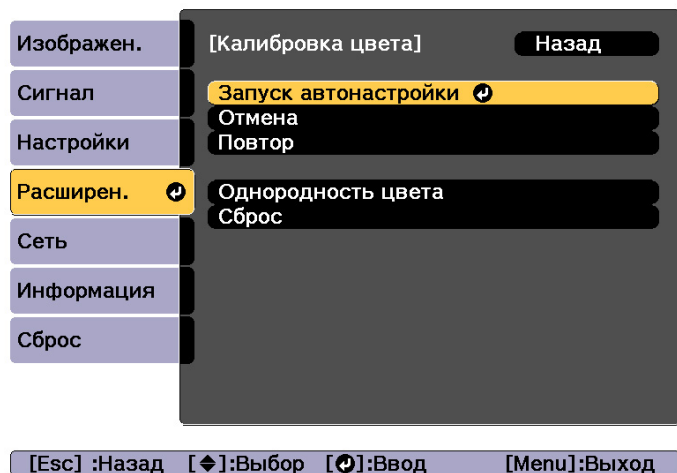 Изображен.
Сигнал
Настройки
Расширен.
Сеть
Информация
Сброс
[Калибровка цвета] Назад
Запуск автонастройки
Отмена
Повтор
Однородность цвета
Сброс
[Esc] :Назад [◆]:Выбор [↵]:Ввод [Menu]:Выход